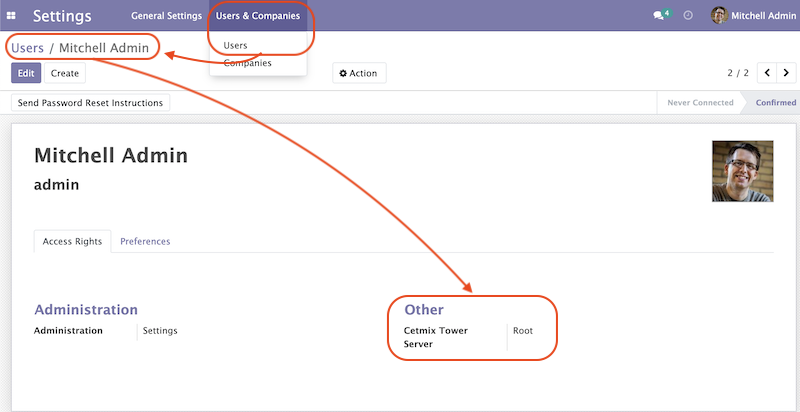 Settings General Settings Users & Companies 4 Mitchell Admin
Users / Mitchell Admin
Users
Companies
Edit Create Action 2 / 2
Send Password Reset Instructions Never Connected Confirmed
Mitchell Admin
admin
Access Rights Preferences
Administration Other
Administration Settings Cetmix Tower Root
Server